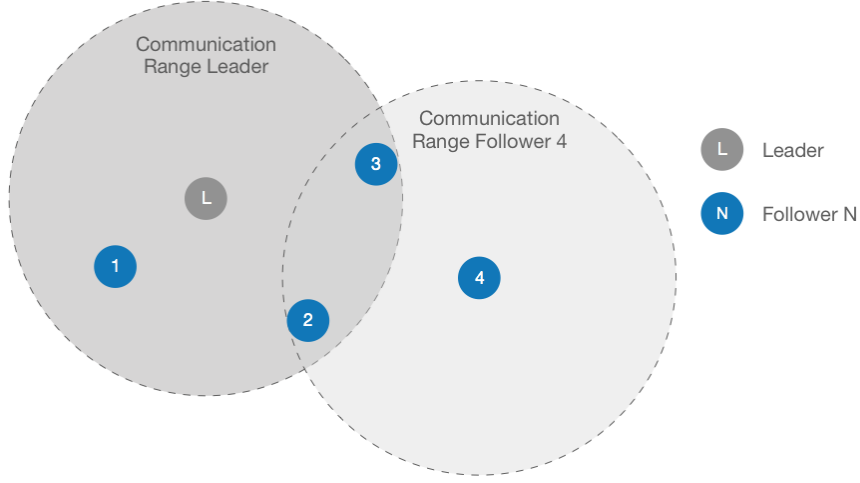 Communication
Range Leader
Communication
Range Follower 4
3
L
1
2
4
L Leader
N Follower N